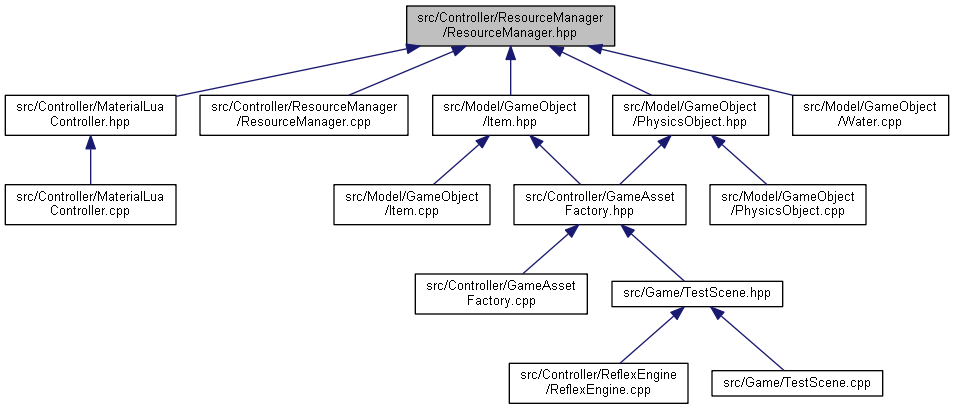 src/Controller/ResourceManager
/ResourceManager.hpp
src/Controller/MaterialLua
Controller.hpp
src/Controller/ResourceManager
/ResourceManager.cpp
src/Model/GameObject
/Item.hpp
src/Model/GameObject
/PhysicsObject.hpp
src/Model/GameObject
/Water.cpp
src/Controller/MaterialLua
Controller.cpp
src/Model/GameObject
/Item.cpp
src/Controller/GameAsset
Factory.hpp
src/Model/GameObject
/PhysicsObject.cpp
src/Controller/GameAsset
Factory.cpp
src/Game/TestScene.hpp
src/Controller/ReflexEngine
/ReflexEngine.cpp
src/Game/TestScene.cpp